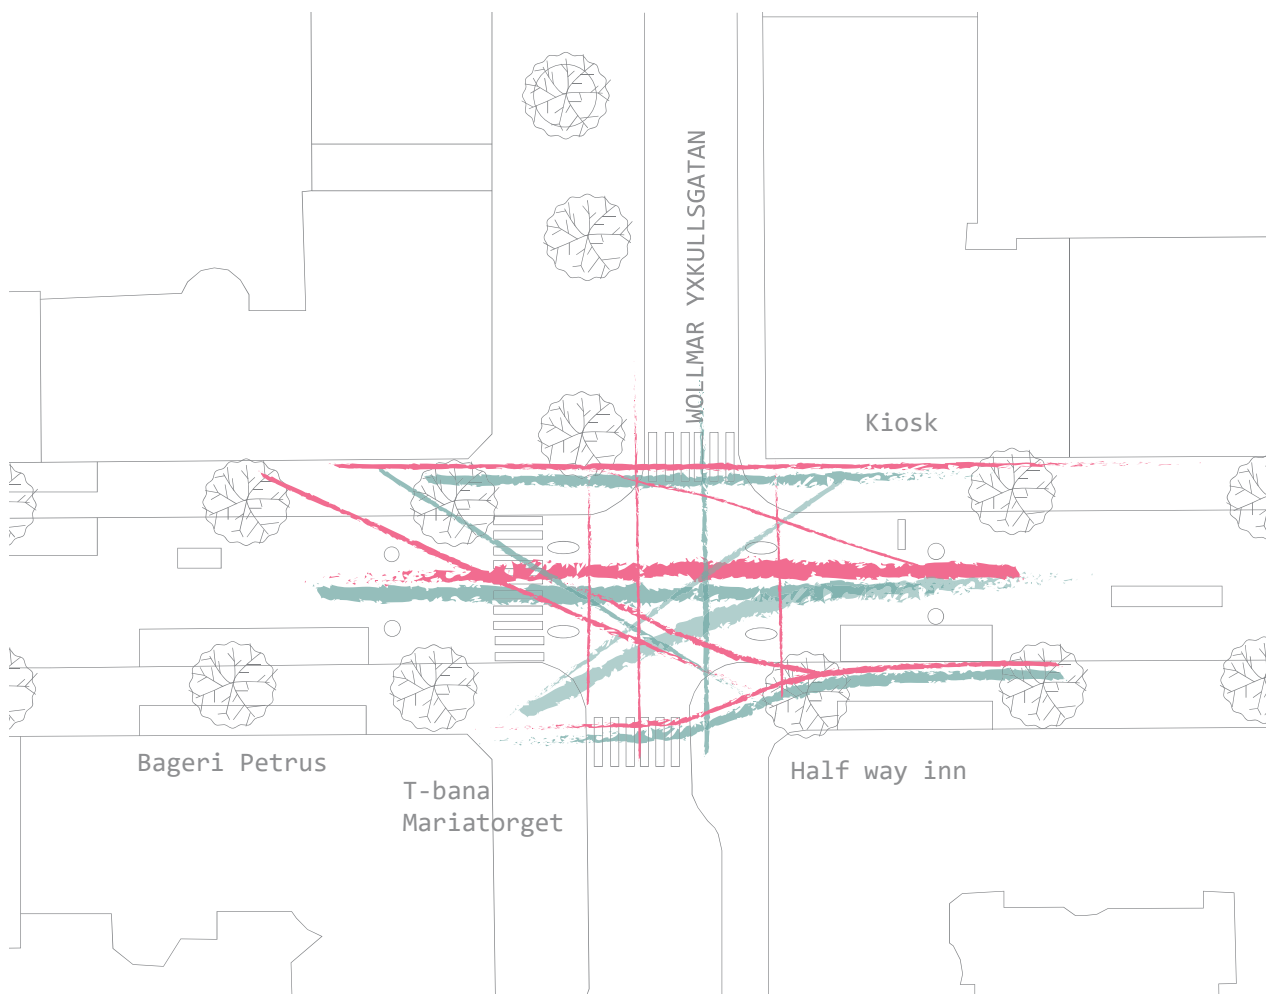 WOLLMAR YXKULLSGATAN
Kiosk
Bageri Petrus
T-bana
Mariatorget
Half way inn